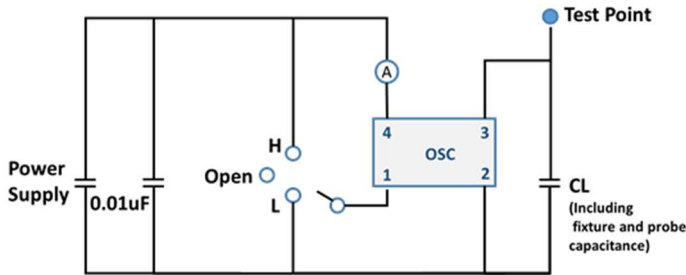 Test Point
A
4
3
H
OSC
Open
1
2
Power
Supply
0.01uF
L
CL
(Including
fixture and probe
capacitance)